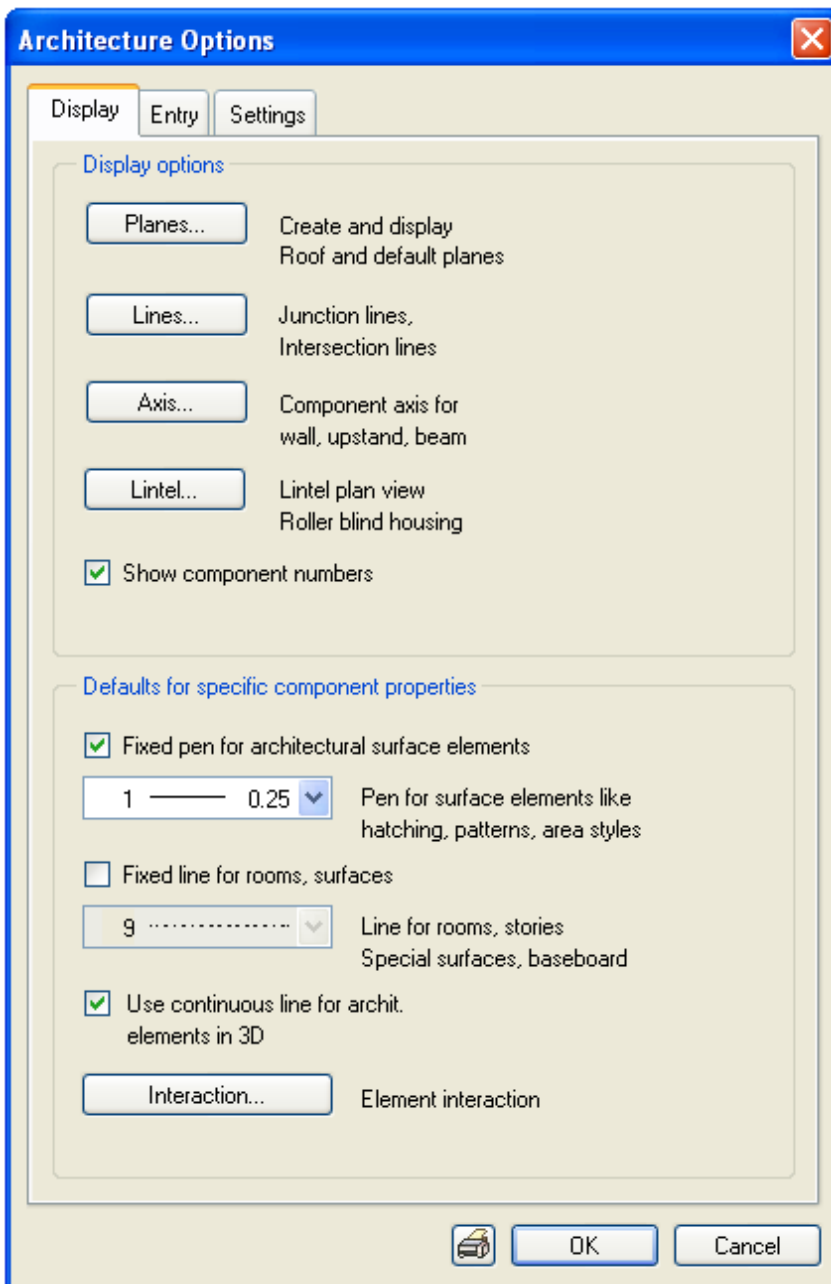 Architecture Options
Display Entry Settings
Display options
Planes... Create and display
Roof and default planes
Lines... Junction lines,
Intersection lines
Axis... Component axis for
wall, upstand, beam
Lintel... Lintel plan view
Roller blind housing
Show component numbers
Defaults for specific component properties
Fixed pen for architectural surface elements
1 0.25 Pen for surface elements like
hatching, patterns, area styles
Fixed line for rooms, surfaces
9 Line for rooms, stories
Special surfaces, baseboard
Use continuous line for archit.
elements in 3D
Interaction... Element interaction
OK Cancel